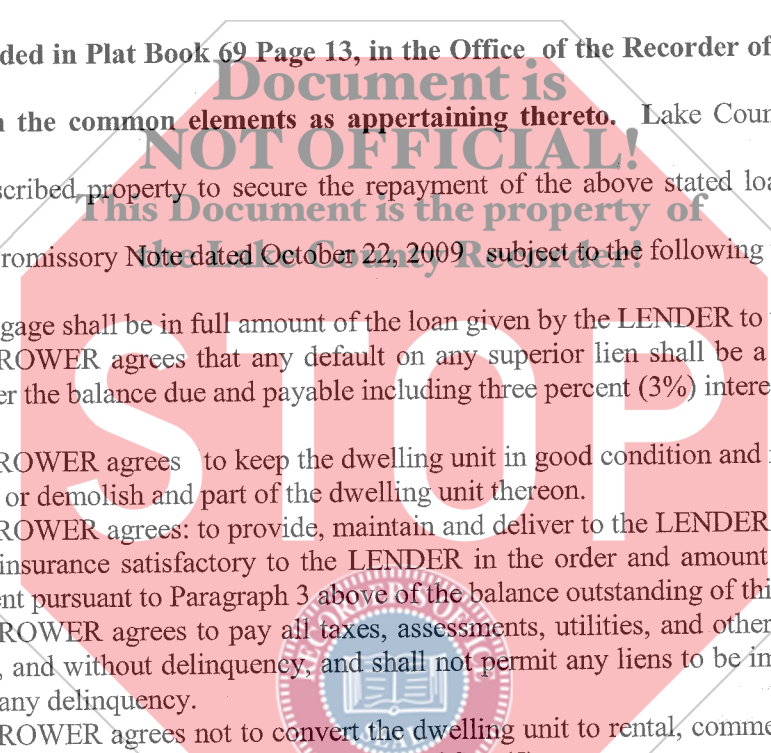 ded in Plat Book 69 Page 13, in the Office of the Recorder of
Document is
n the common elements as appertaining thereto. Lake Coun
NOT OFFICIAL!
scribed property to secure the repayment of the above stated loa
This Document is the property of
romissory Note dated October 22, 2009 subject to the following
the Lake County Recorder!
gage shall be in full amount of the loan given by the LENDER to
ROWER agrees that any default on any superior lien shall be a
er the balance due and payable including three percent (3%) intere
STOP
ROWER agrees to keep the dwelling unit in good condition and
or demolish and part of the dwelling unit thereon.
ROWER agrees: to provide, maintain and deliver to the LENDER
insurance satisfactory to the LENDER in the order and amount
ent pursuant to Paragraph 3 above of the balance outstanding of thi
ROWER agrees to pay all taxes, assessments, utilities, and other
, and without delinquency, and shall not permit any liens to be im
any delinquency.
ROWER agrees not to convert the dwelling unit to rental, comme